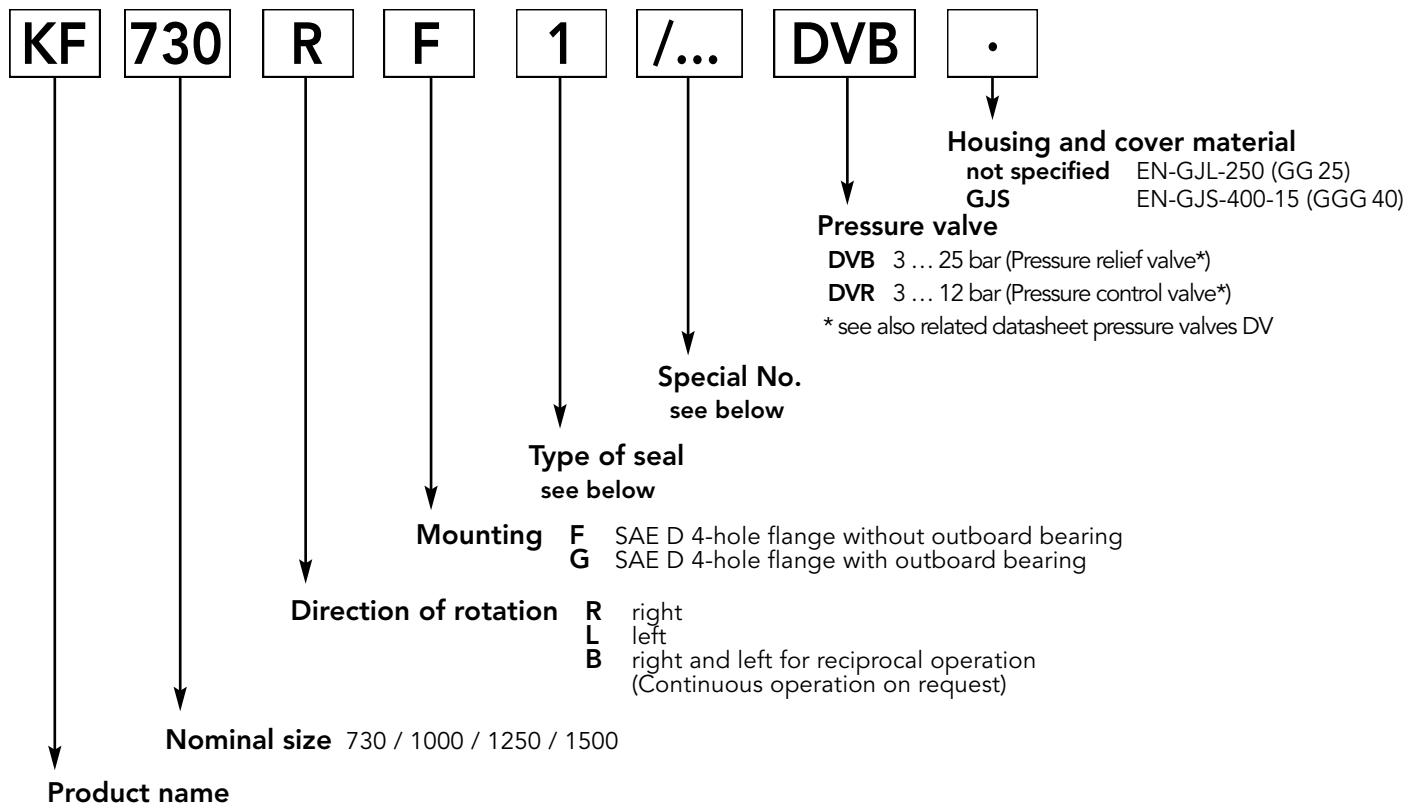 KF 730 R F 1 /... DVB ·
Housing and cover material
not specified EN-GJL-250 (GG 25)
GJS EN-GJS-400-15 (GGG 40)
Pressure valve
DVB 3 … 25 bar (Pressure relief valve*)
DVR 3 … 12 bar (Pressure control valve*)
* see also related datasheet pressure valves DV
Special No.
see below
Type of seal
see below
Mounting F SAE D 4-hole flange without outboard bearing
G SAE D 4-hole flange with outboard bearing
Direction of rotation R right
L left
B right and left for reciprocal operation
(Continuous operation on request)
Nominal size 730 / 1000 / 1250 / 1500
Product name